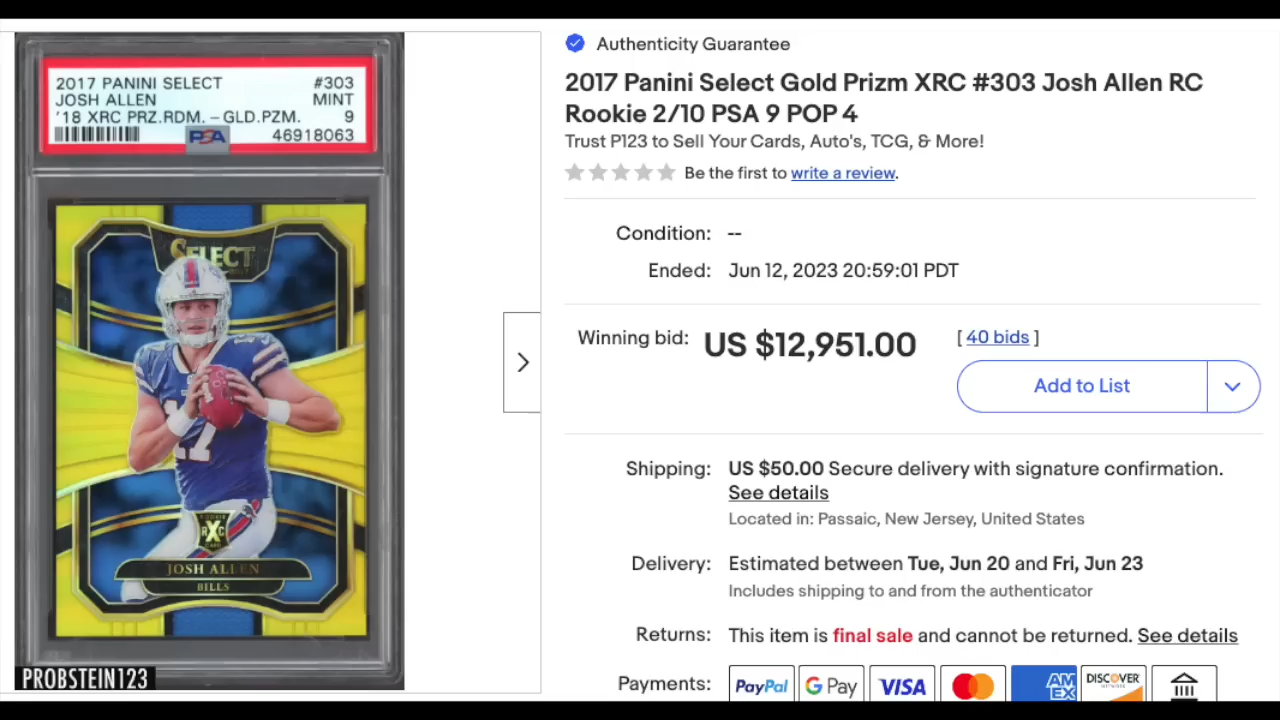 2017 PANINI SELECT #303
JOSH ALLEN MINT
'18 XRC PRZ.RDM. - GLD.PZM. 9
PSA 46918063
SELECT
17
ROOKIE
RXC
CARD
JOSH ALLEN
BILLS
PROBSTEIN123
Authenticity Guarantee
2017 Panini Select Gold Prizm XRC #303 Josh Allen RC
Rookie 2/10 PSA 9 POP 4
Trust P123 to Sell Your Cards, Auto's, TCG, & More!
Be the first to write a review.
Condition: --
Ended: Jun 12, 2023 20:59:01 PDT
Winning bid: US $12,951.00 [ 40 bids ]
Add to List
Shipping: US $50.00 Secure delivery with signature confirmation.
See details
Located in: Passaic, New Jersey, United States
Delivery: Estimated between Tue, Jun 20 and Fri, Jun 23
Includes shipping to and from the authenticator
Returns: This item is final sale and cannot be returned. See details
Payments: PayPal G Pay VISA AM EX DISCOVER